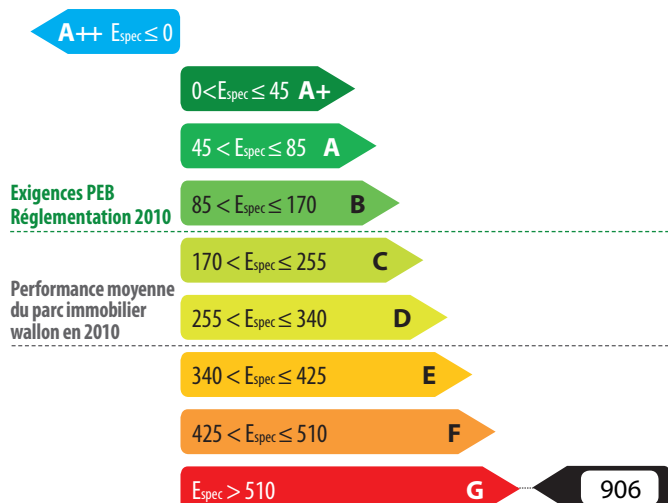 A++ Espec ≤ 0
0<Espec ≤ 45 A+
45 < Espec ≤ 85 A
Exigences PEB
Réglementation 2010
85 < Espec ≤ 170 B
170 < Espec ≤ 255 C
Performance moyenne
du parc immobilier
wallon en 2010
255 < Espec ≤ 340 D
340 < Espec ≤ 425 E
425 < Espec ≤ 510 F
Espec > 510 G
906